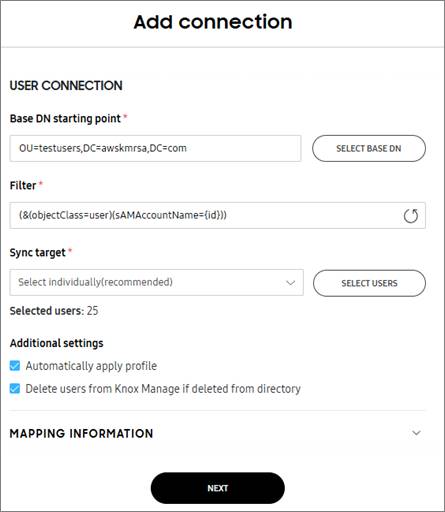 Add connection
USER CONNECTION
Base DN starting point *
OU=testusers,DC=awskmrsa,DC=com
SELECT BASE DN
Filter *
(&(objectClass=user)(sAMAccountName={id}))
Sync target *
Select individually(recommended)
SELECT USERS
Selected users: 25
Additional settings
Automatically apply profile
Delete users from Knox Manage if deleted from directory
MAPPING INFORMATION
NEXT